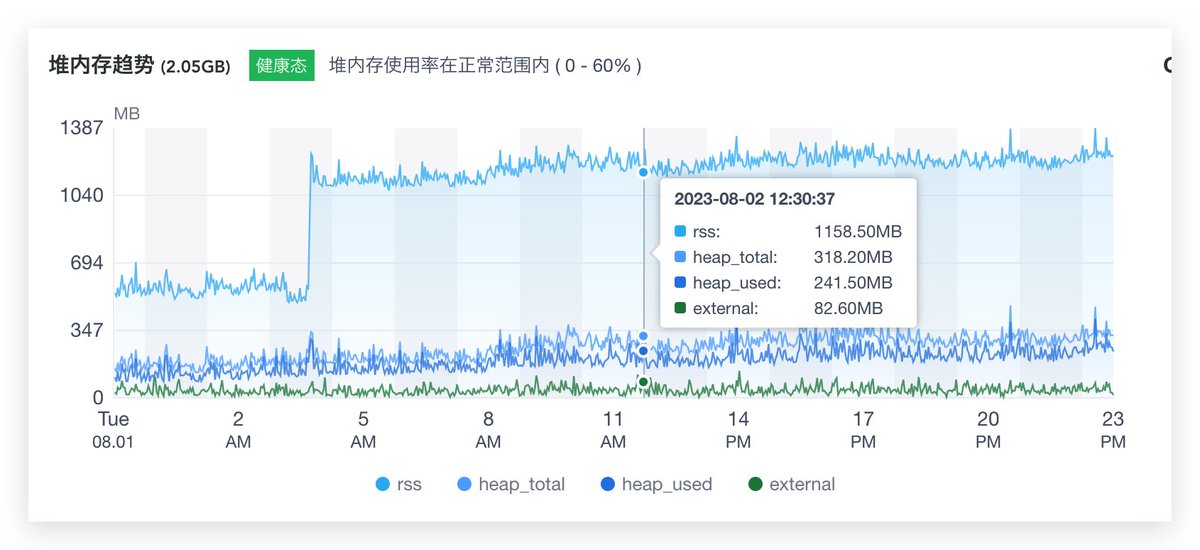 堆内存趋势 (2.05GB) 健康态 堆内存使用率在正常范围内 ( 0 - 60% )
MB
1387
1040
694
347
0
2023-08-02 12:30:37
rss: 1158.50MB
heap_total: 318.20MB
heap_used: 241.50MB
external: 82.60MB
Tue 2 5 8 11 14 17 20 23
08.01 AM AM AM AM PM PM PM PM
rss heap_total heap_used external